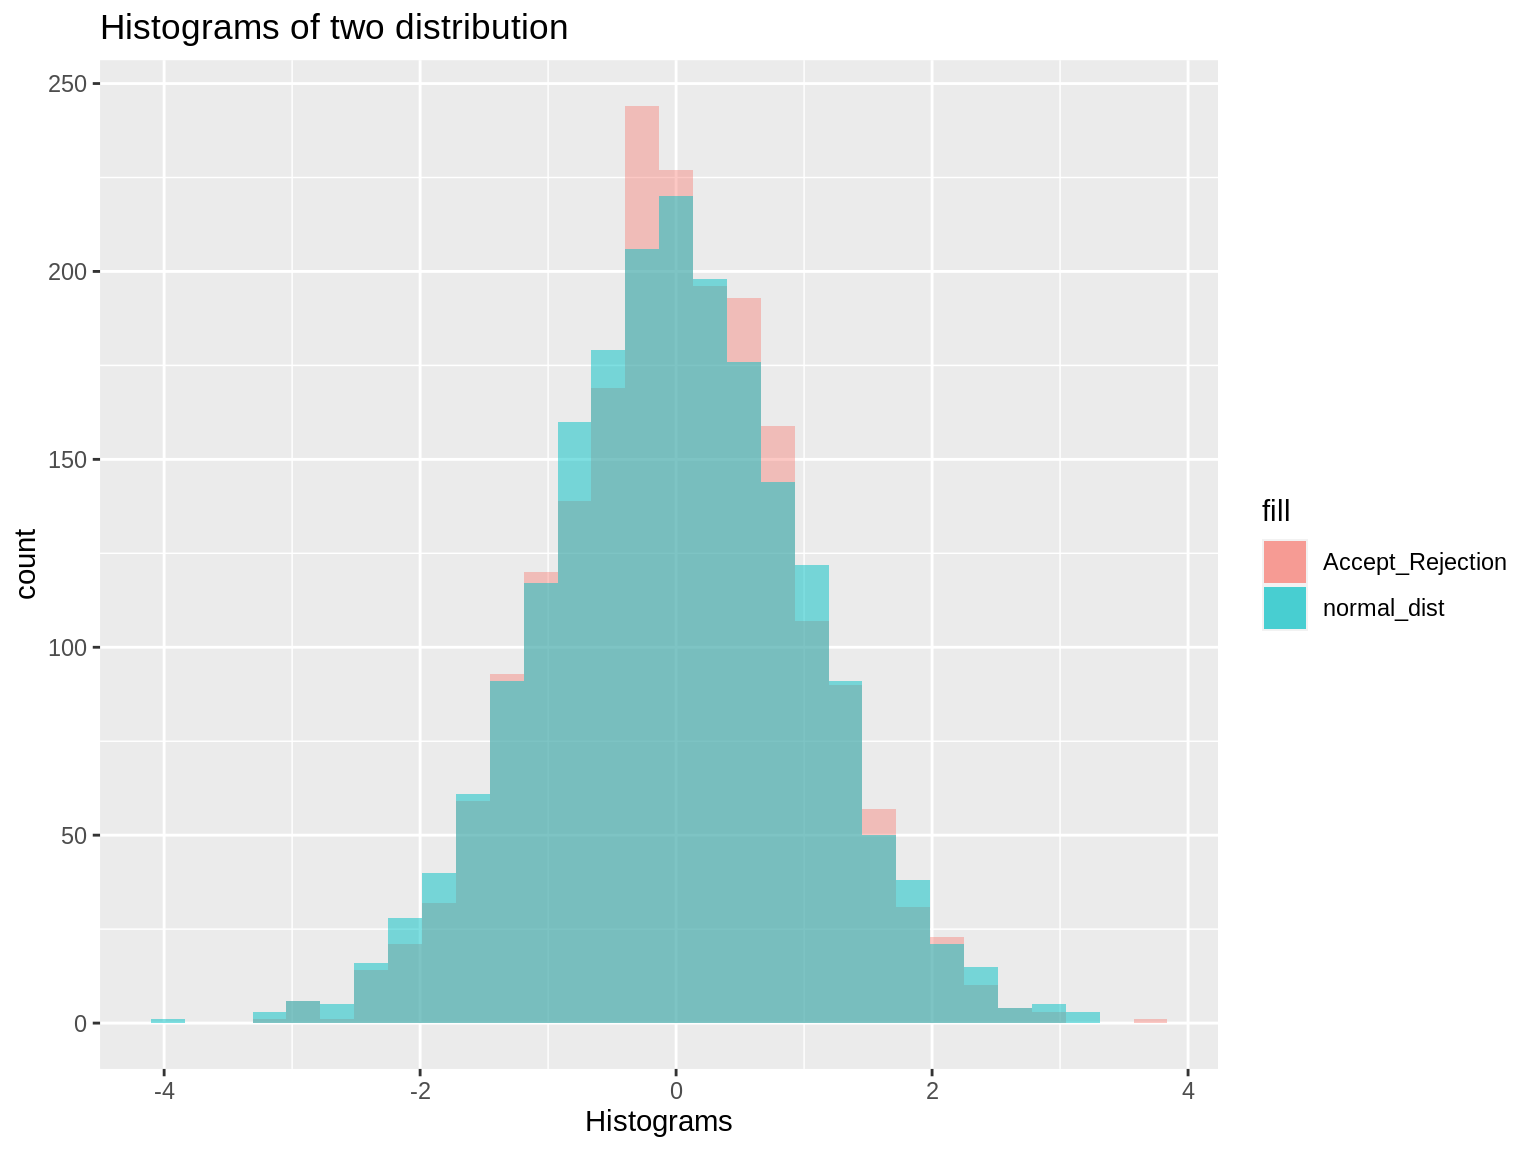 Histograms of two distribution
250
200
150
100
50
0
count
-4
-2
0
2
4
Histograms
fill
Accept_Rejection
normal_dist